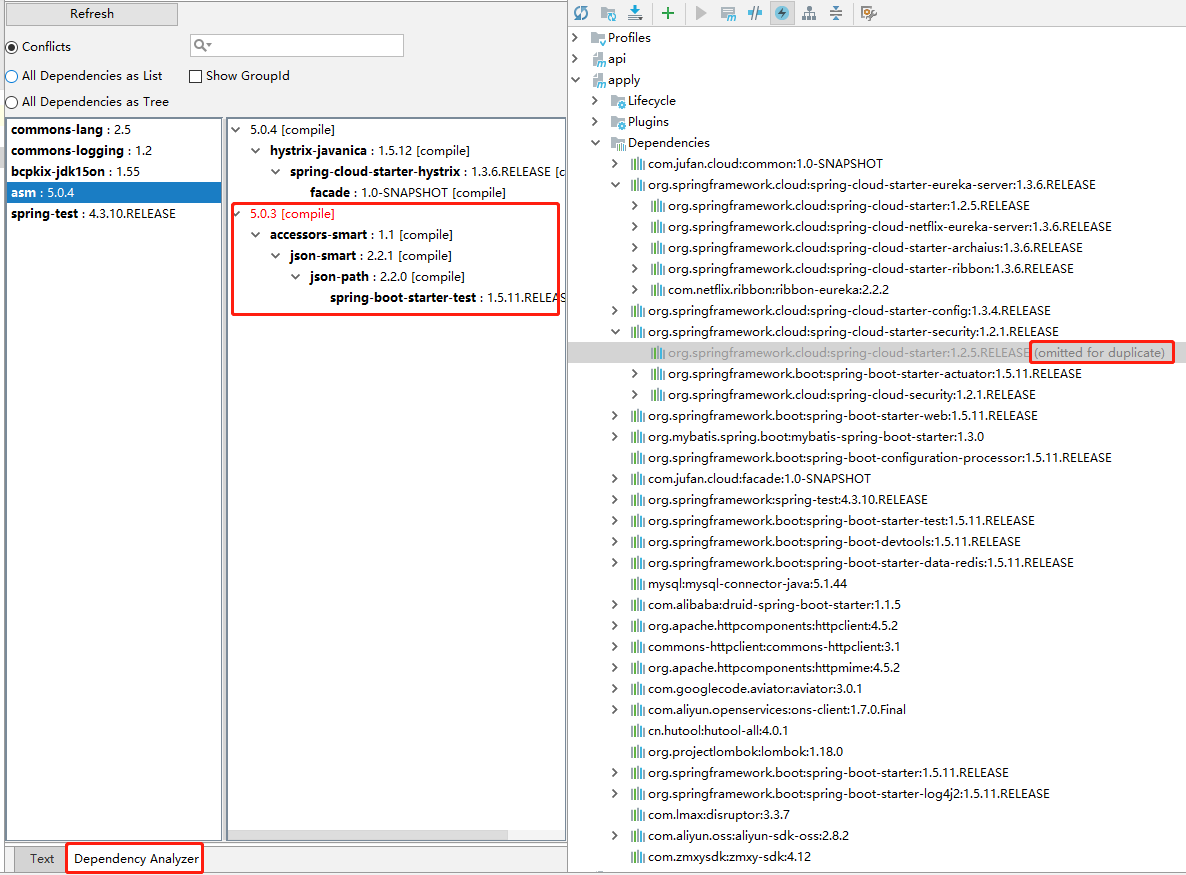 Refresh
Conflicts
All Dependencies as List
Show GroupId
All Dependencies as Tree
commons-lang : 2.5
commons-logging : 1.2
bcpkix-jdk15on : 1.55
asm : 5.0.4
spring-test : 4.3.10.RELEASE
5.0.4 [compile]
hystrix-javanica : 1.5.12 [compile]
spring-cloud-starter-hystrix : 1.3.6.RELEASE [c
facade : 1.0-SNAPSHOT [compile]
5.0.3 [compile]
accessors-smart : 1.1 [compile]
json-smart : 2.2.1 [compile]
json-path : 2.2.0 [compile]
spring-boot-starter-test : 1.5.11.RELEAS
Text
Dependency Analyzer
Profiles
api
apply
Lifecycle
Plugins
Dependencies
com.jufan.cloud:common:1.0-SNAPSHOT
org.springframework.cloud:spring-cloud-starter-eureka-server:1.3.6.RELEASE
org.springframework.cloud:spring-cloud-starter:1.2.5.RELEASE
org.springframework.cloud:spring-cloud-netflix-eureka-server:1.3.6.RELEASE
org.springframework.cloud:spring-cloud-starter-archaius:1.3.6.RELEASE
org.springframework.cloud:spring-cloud-starter-ribbon:1.3.6.RELEASE
com.netflix.ribbon:ribbon-eureka:2.2.2
org.springframework.cloud:spring-cloud-starter-config:1.3.4.RELEASE
org.springframework.cloud:spring-cloud-starter-security:1.2.1.RELEASE
org.springframework.cloud:spring-cloud-starter:1.2.5.RELEASE (omitted for duplicate)
org.springframework.boot:spring-boot-starter-actuator:1.5.11.RELEASE
org.springframework.cloud:spring-cloud-security:1.2.1.RELEASE
org.springframework.boot:spring-boot-starter-web:1.5.11.RELEASE
org.mybatis.spring.boot:mybatis-spring-boot-starter:1.3.0
org.springframework.boot:spring-boot-configuration-processor:1.5.11.RELEASE
com.jufan.cloud:facade:1.0-SNAPSHOT
org.springframework:spring-test:4.3.10.RELEASE
org.springframework.boot:spring-boot-starter-test:1.5.11.RELEASE
org.springframework.boot:spring-boot-devtools:1.5.11.RELEASE
org.springframework.boot:spring-boot-starter-data-redis:1.5.11.RELEASE
mysql:mysql-connector-java:5.1.44
com.alibaba:druid-spring-boot-starter:1.1.5
org.apache.httpcomponents:httpclient:4.5.2
commons-httpclient:commons-httpclient:3.1
org.apache.httpcomponents:httpmime:4.5.2
com.googlecode.aviator:aviator:3.0.1
com.aliyun.openservices:ons-client:1.7.0.Final
cn.hutool:hutool-all:4.0.1
org.projectlombok:lombok:1.18.0
org.springframework.boot:spring-boot-starter:1.5.11.RELEASE
org.springframework.boot:spring-boot-starter-log4j2:1.5.11.RELEASE
com.lmax:disruptor:3.3.7
com.aliyun.oss:aliyun-sdk-oss:2.8.2
com.zmxysdk:zmxy-sdk:4.12